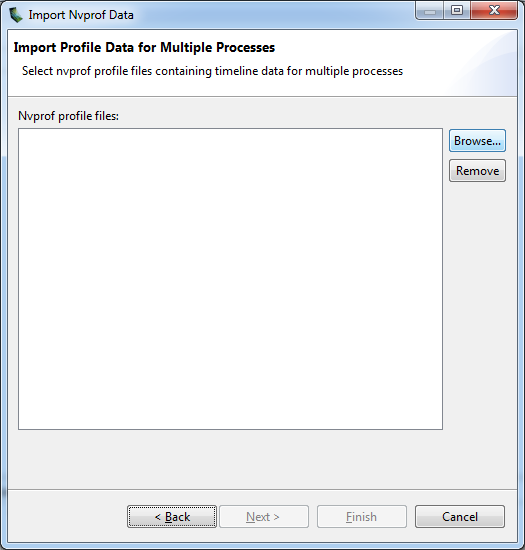 Import Nvprof Data
Import Profile Data for Multiple Processes
Select nvprof profile files containing timeline data for multiple processes
Nvprof profile files:
Browse...
Remove
< Back
Next >
Finish
Cancel